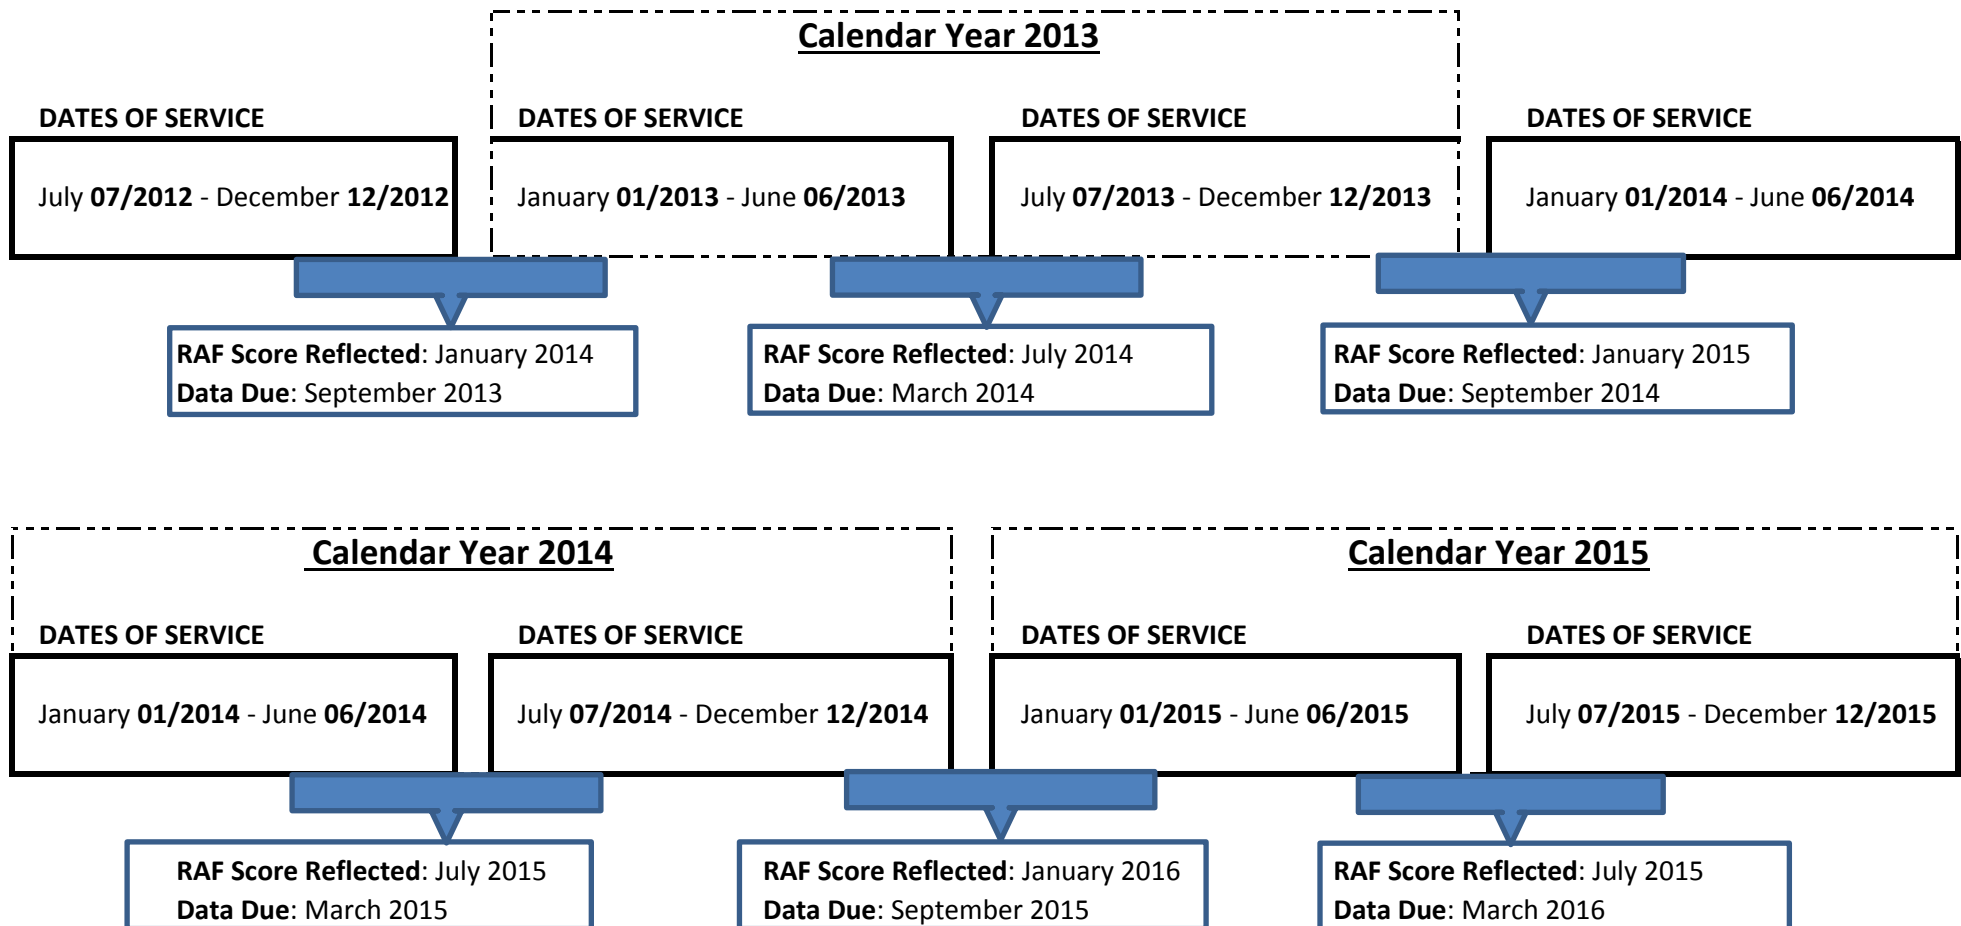 Calendar Year 2013
DATES OF SERVICE
DATES OF SERVICE
DATES OF SERVICE
DATES OF SERVICE
July 07/2012 - December 12/2012
January 01/2013 - June 06/2013
July 07/2013 - December 12/2013
January 01/2014 - June 06/2014
RAF Score Reflected: January 2014
Data Due: September 2013
RAF Score Reflected: July 2014
Data Due: March 2014
RAF Score Reflected: January 2015
Data Due: September 2014
Calendar Year 2014
Calendar Year 2015
DATES OF SERVICE
DATES OF SERVICE
DATES OF SERVICE
DATES OF SERVICE
January 01/2014 - June 06/2014
July 07/2014 - December 12/2014
January 01/2015 - June 06/2015
July 07/2015 - December 12/2015
RAF Score Reflected: July 2015
Data Due: March 2015
RAF Score Reflected: January 2016
Data Due: September 2015
RAF Score Reflected: July 2015
Data Due: March 2016